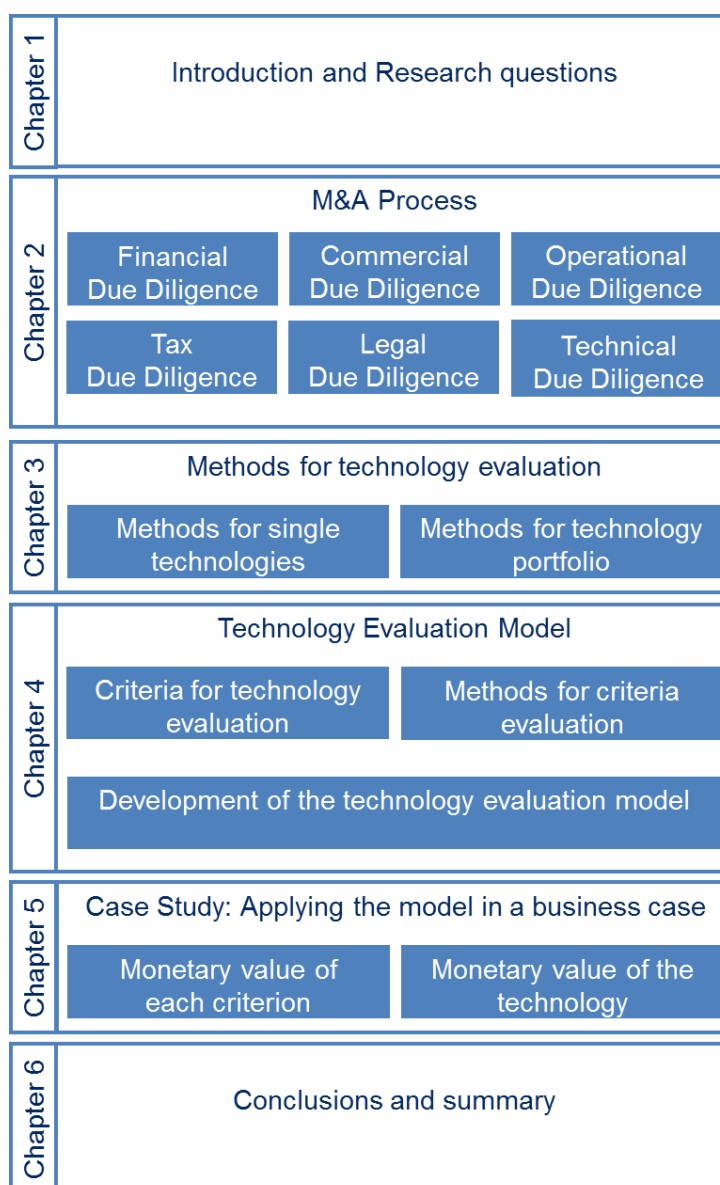 Chapter 1
Introduction and Research questions
Chapter 2
M&A Process
Financial
Due Diligence
Commercial
Due Diligence
Operational
Due Diligence
Tax
Due Diligence
Legal
Due Diligence
Technical
Due Diligence
Chapter 3
Methods for technology evaluation
Methods for single
technologies
Methods for technology
portfolio
Chapter 4
Technology Evaluation Model
Criteria for technology
evaluation
Methods for criteria
evaluation
Development of the technology evaluation model
Chapter 5
Case Study: Applying the model in a business case
Monetary value of
each criterion
Monetary value of the
technology
Chapter 6
Conclusions and summary